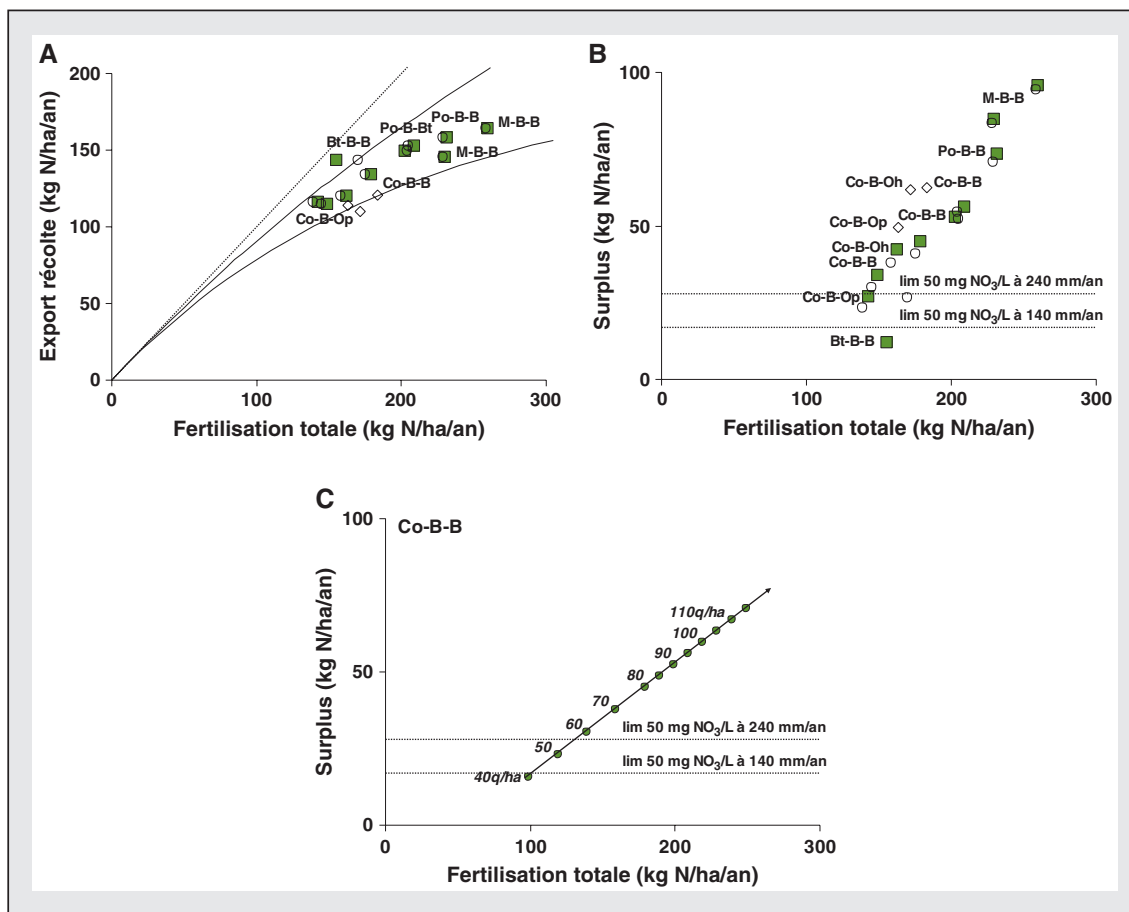 A
Export récolte (kg N/ha/an)
200
150
100
50
0
0
100
200
300
Fertilisation totale (kg N/ha/an)
Bt-B-B
Po-B-Bt
Po-B-B
M-B-B
M-B-B
Co-B-B
Co-B-Op
B
Surplus (kg N/ha/an)
100
50
0
0
100
200
300
Fertilisation totale (kg N/ha/an)
M-B-B
Po-B-B
Co-B-Oh
Co-B-B
Co-B-Op
Co-B-B
Co-B-Oh
Co-B-B
lim 50 mg NO3/L à 240 mm/an
Co-B-Op
lim 50 mg NO3/L à 140 mm/an
Bt-B-B
C
Co-B-B
Surplus (kg N/ha/an)
100
50
0
0
100
200
300
Fertilisation totale (kg N/ha/an)
110q/ha
100
90
80
70
60
50
40q/ha
lim 50 mg NO3/L à 240 mm/an
lim 50 mg NO3/L à 140 mm/an